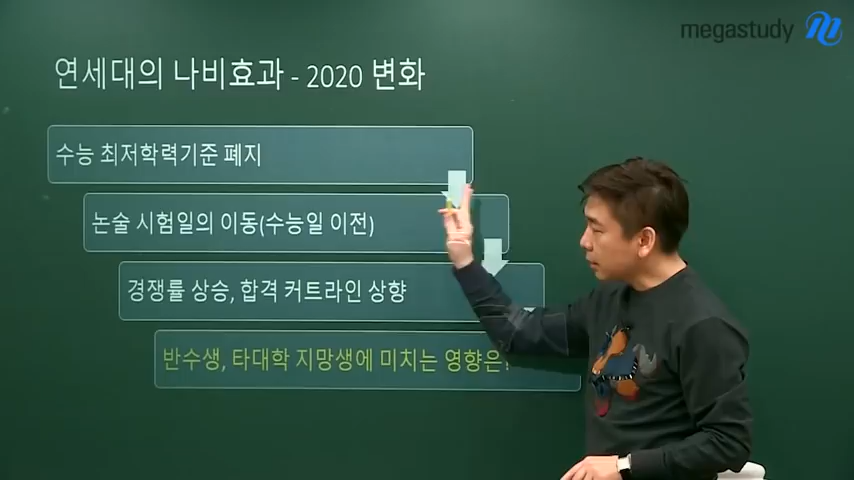 megastudy
연세대의 나비효과 - 2020 변화
수능 최저학력기준 폐지
논술 시험일의 이동(수능일 이전)
경쟁률 상승, 합격 커트라인 상향
반수생, 타대학 지망생에 미치는 영향은?